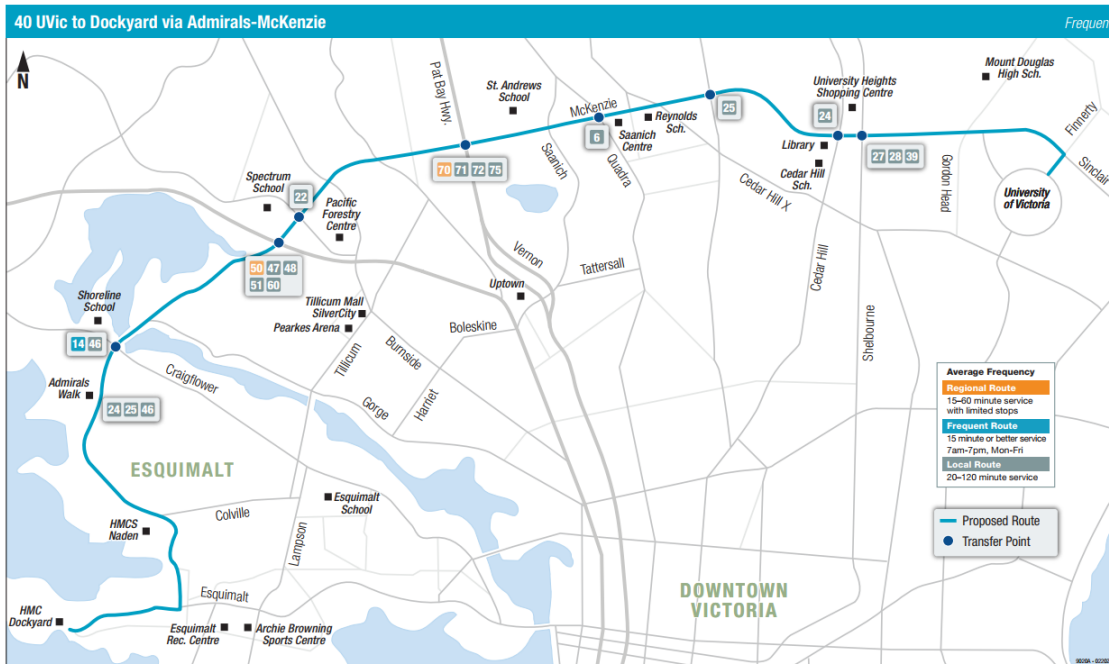 40 UVic to Dockyard via Admirals-McKenzie
Frequen
N
Pat Bay Hwy.
St. Andrews
School
McKenzie
6
Saanich
Centre
Reynolds
Sch.
25
University Heights
Shopping Centre
24
Library
Cedar Hill
Sch.
27 28 39
Mount Douglas
High Sch.
Finnerty
Sinclair
University
of Victoria
Gordon Head
Spectrum
School
22
Pacific
Forestry
Centre
70 71 72 75
Saanich
Quadra
Cedar Hill X
Cedar Hill
Shelbourne
50 47 48
51 60
Vernon
Tattersall
Uptown
Shoreline
School
14 46
Tillicum Mall
SilverCity
Pearkes Arena
Boleskine
Burnside
Tillicum
Harriet
Gorge
Craigflower
Admirals
Walk
24 25 46
ESQUIMALT
Average Frequency
Regional Route
15–60 minute service
with limited stops
Frequent Route
15 minute or better service
7am-7pm, Mon-Fri
Local Route
20–120 minute service
Proposed Route
Transfer Point
Esquimalt
School
Colville
HMCS
Naden
Lampson
Esquimalt
DOWNTOWN
VICTORIA
HMC
Dockyard
Esquimalt
Rec. Centre
Archie Browning
Sports Centre